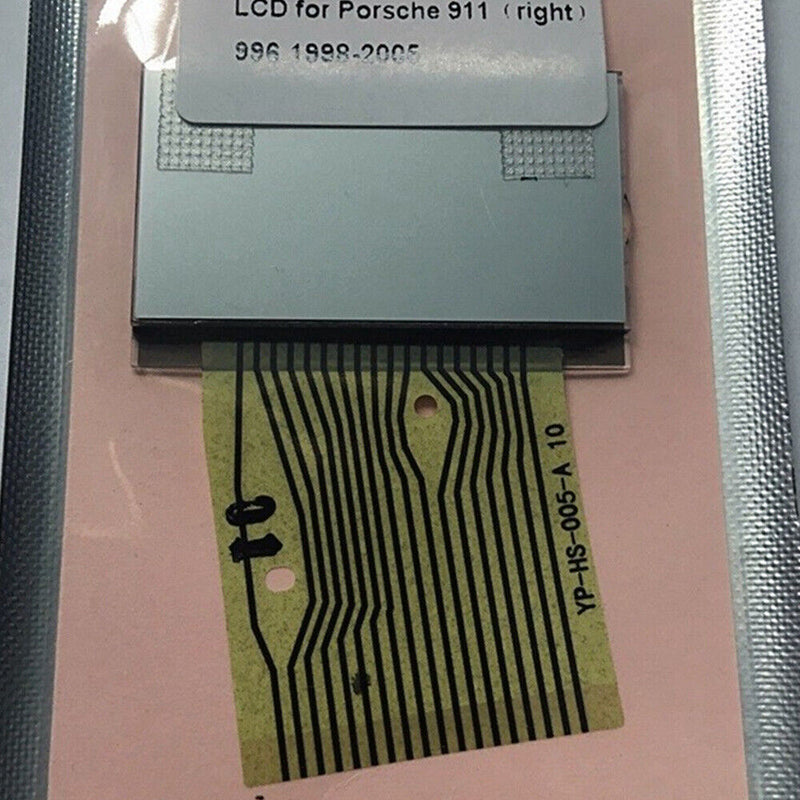 LCD for Porsche 911 (right)
996 1998-2005
YP-HS-005-A 10
10